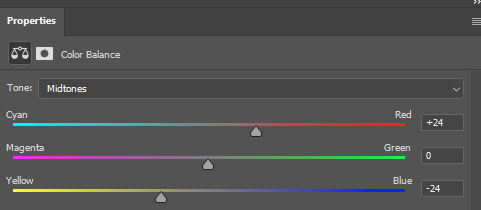 Properties
Color Balance
Tone: Midtones
Cyan Red +24
Magenta Green 0
Yellow Blue -24